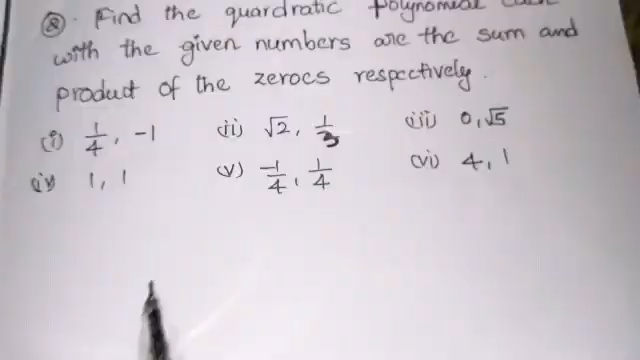 ⑧. Find the quardratic Polynomial each
with the given numbers are the sum and
product of the zeroes respectively.
(i) 1/4, -1 (ii) √2, 1/3 (iii) 0, √5
(iv) 1, 1 (v) -1/4, 1/4 (vi) 4, 1